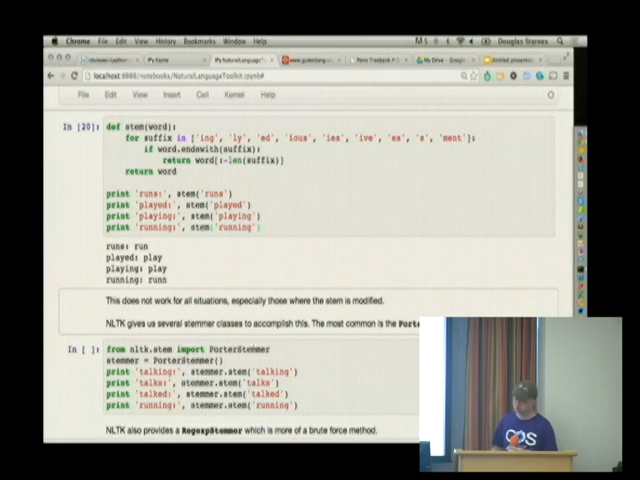 Chrome File Edit View History Bookmarks Window Help Douglas Starnes
localhost:8888/notebooks/NaturalLanguageToolkit.ipynb#
File Edit View Insert Cell Kernel Help
In [20]: def stem(word):
for suffix in ['ing', 'ly', 'ed', 'ious', 'ies', 'ive', 'es', 's', 'ment']:
if word.endswith(suffix):
return word[:-len(suffix)]
return word
print 'runs:', stem('runs')
print 'played:', stem('played')
print 'playing:', stem('playing')
print 'running:', stem('running')
runs: run
played: play
playing: play
running: runn
This does not work for all situations, especially those where the stem is modified.
NLTK gives us several stemmer classes to accomplish this. The most common is the Porte
In [ ]: from nltk.stem import PorterStemmer
stemmer = PorterStemmer()
print 'talking:', stemmer.stem('talking')
print 'talks:', stemmer.stem('talks')
print 'talked:', stemmer.stem('talked')
print 'running:', stemmer.stem('running')
NLTK also provides a RegexpStemmer which is more of a brute force method.